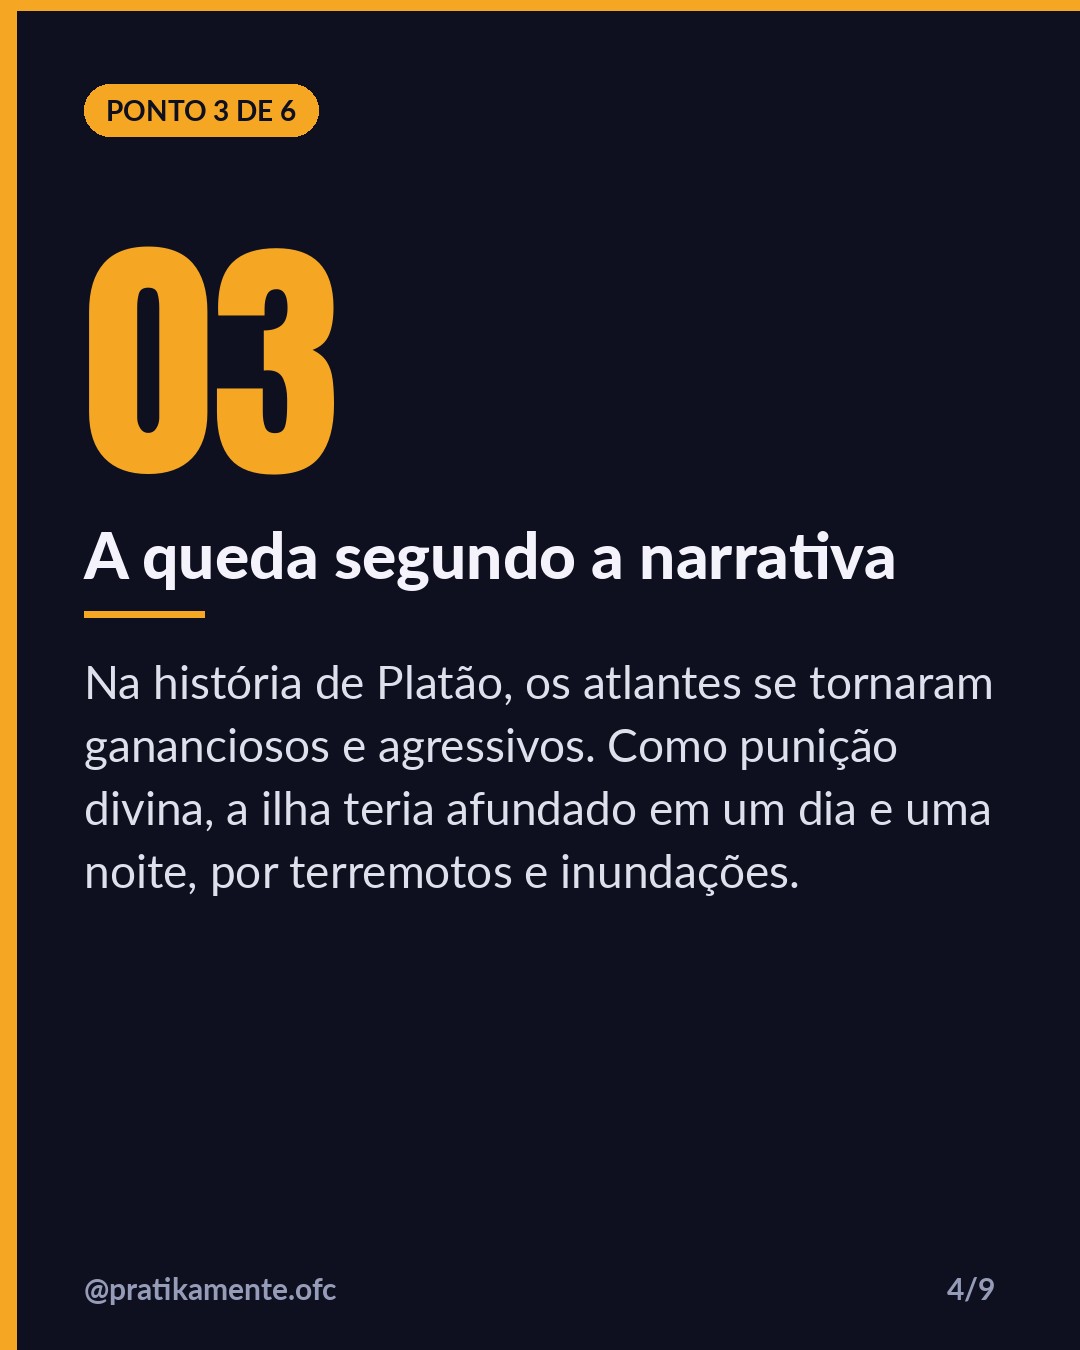 PONTO 3 DE 6
03
A queda segundo a narrativa
Na história de Platão, os atlantes se tornaram
gananciosos e agressivos. Como punição
divina, a ilha teria afundado em um dia e uma
noite, por terremotos e inundações.
@pratikamente.ofc
4/9